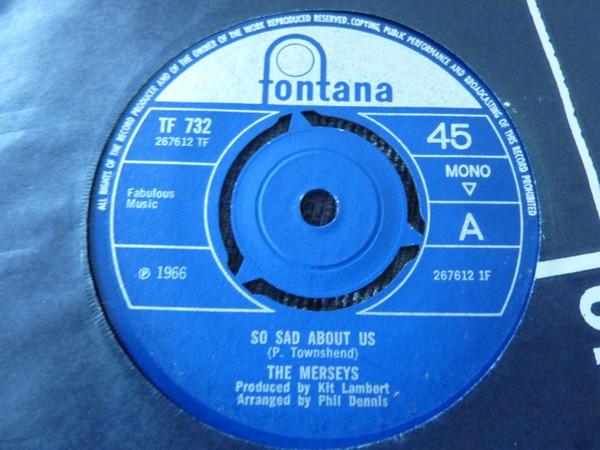 ALL RIGHTS OF THE RECORD PRODUCER AND OF THE OWNER OF THE WORK REPRODUCED RESERVED. COPYING, PUBLIC PERFORMANCE AND BROADCASTING OF THIS RECORD PROHIBITED
fontana
TF 732
267612 TF
45
MONO
▽
Fabulous
Music
A
℗ 1966
267612 1F
SO SAD ABOUT US
(P. Townshend)
THE MERSEYS
Produced by Kit Lambert
Arranged by Phil Dennis